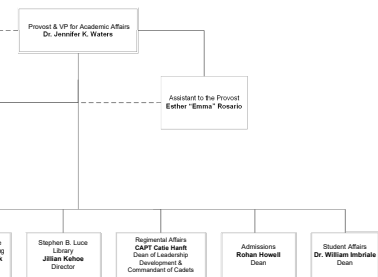 Provost & VP for Academic Affairs
Dr. Jennifer K. Waters
Assistant to the Provost
Esther "Emma" Rosario
Stephen B. Luce
Library
Jillian Kehoe
Director
Regimental Affairs
CAPT Catie Hanft
Dean of Leadership
Development &
Commandant of Cadets
Admissions
Rohan Howell
Dean
Student Affairs
Dr. William Imbriale
Dean